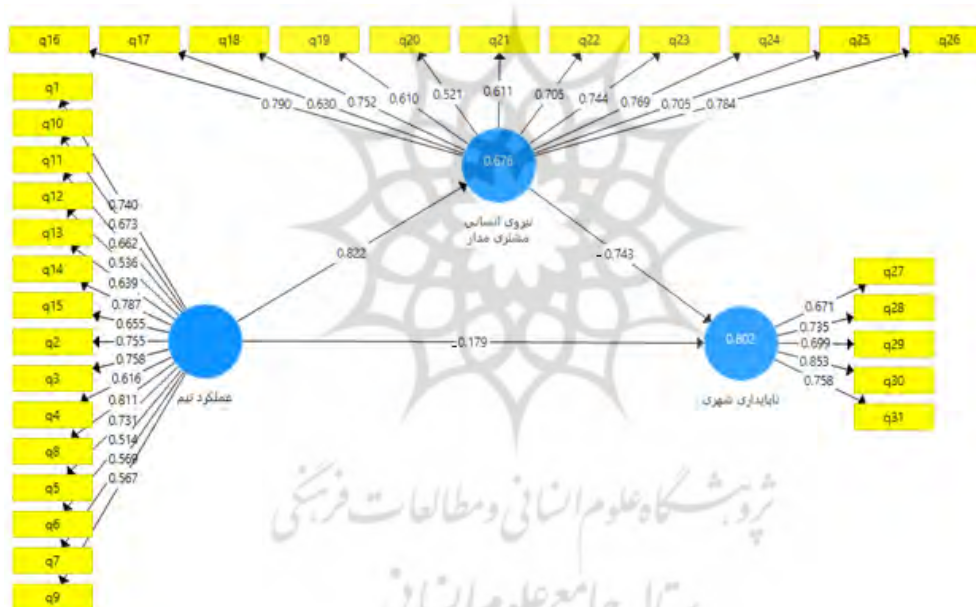 q16 q17 q18 q19 q20 q21 q22 q23 q24 q25 q26
q1
q10
q11
q12
q13
q14
q15
q2
q3
q4
q8
q5
q6
q7
q9
0.790 0.630 0.752 0.610 0.521 0.611 0.705 0.744 0.769 0.705 0.784
0.676
نیروی انسانی
مشتری مدار
0.740
0.673
0.662
0.536
0.639
0.787
0.655
0.755
0.758
0.616
0.811
0.731
0.514
0.569
0.567
0.822
-0.743
-0.179
عملکرد تیم
0.802
ناپایداری شهری
0.671
0.735
0.699
0.853
0.758
q27
q28
q29
q30
q31
پژوهشگاه علوم انسانی و مطالعات فرهنگی
پرتال جامع علوم انسانی